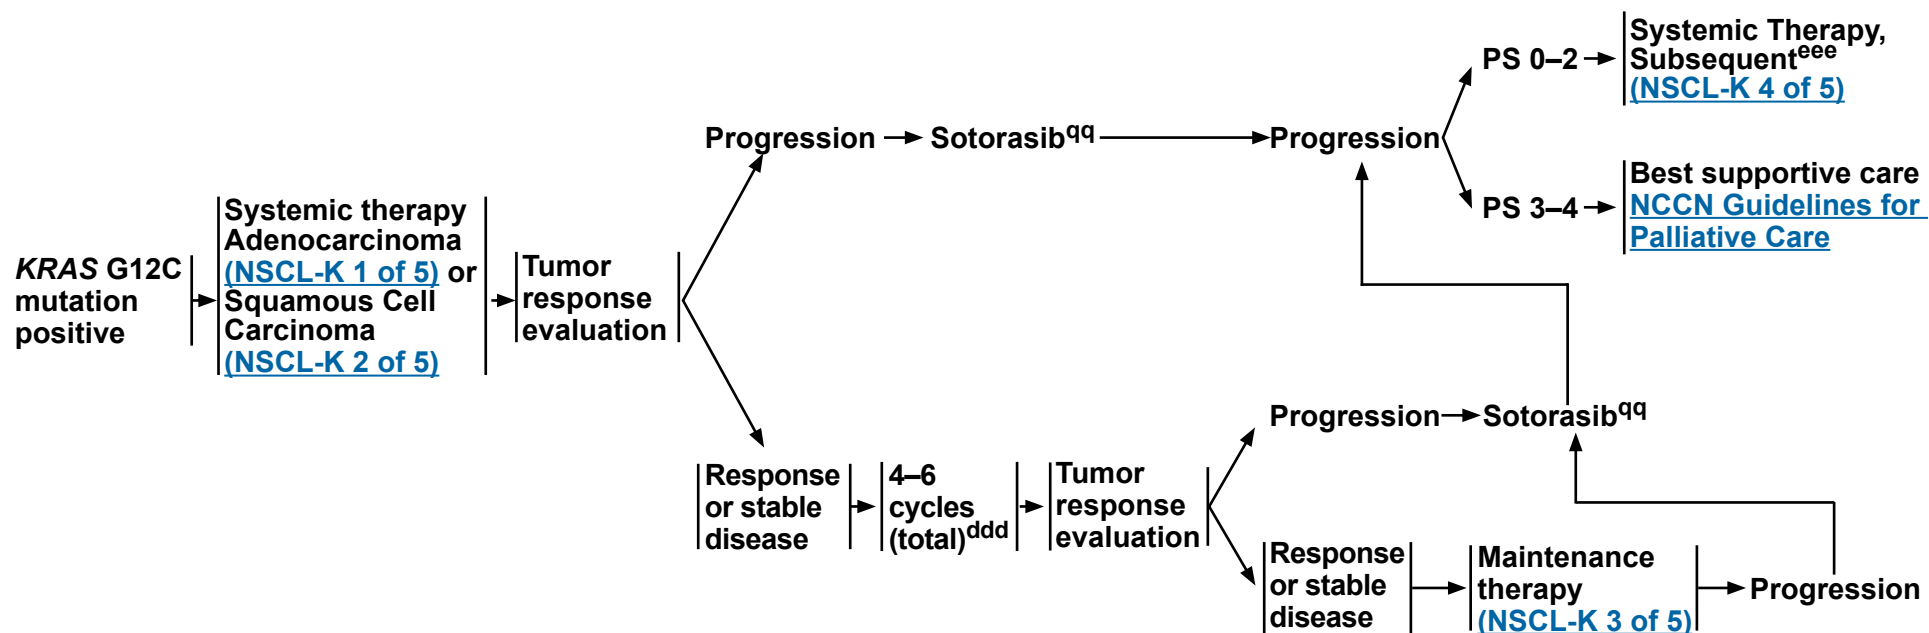 KRAS G12C
mutation
positive
Systemic therapy
Adenocarcinoma
(NSCL-K 1 of 5) or
Squamous Cell
Carcinoma
(NSCL-K 2 of 5)
Tumor
response
evaluation
Progression
Sotorasibqq
Progression
PS 0–2
Systemic Therapy,
Subsequenteee
(NSCL-K 4 of 5)
PS 3–4
Best supportive care
NCCN Guidelines for
Palliative Care
Response
or stable
disease
4–6
cycles
(total)ddd
Tumor
response
evaluation
Progression
Sotorasibqq
Response
or stable
disease
Maintenance
therapy
(NSCL-K 3 of 5)
Progression